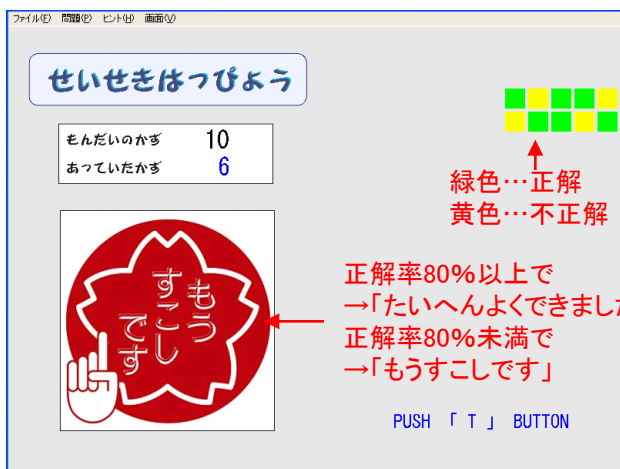 ファイル(F) 問題(P) ヒント(H) 画面(V)
せいせきはっぴょう
もんだいのかず 10
あっていたかず 6
緑色…正解
黄色…不正解
もう
すこし
です
正解率80%以上で
→「たいへんよくできました
正解率80%未満で
→「もうすこしです」
PUSH 「 T 」 BUTTON